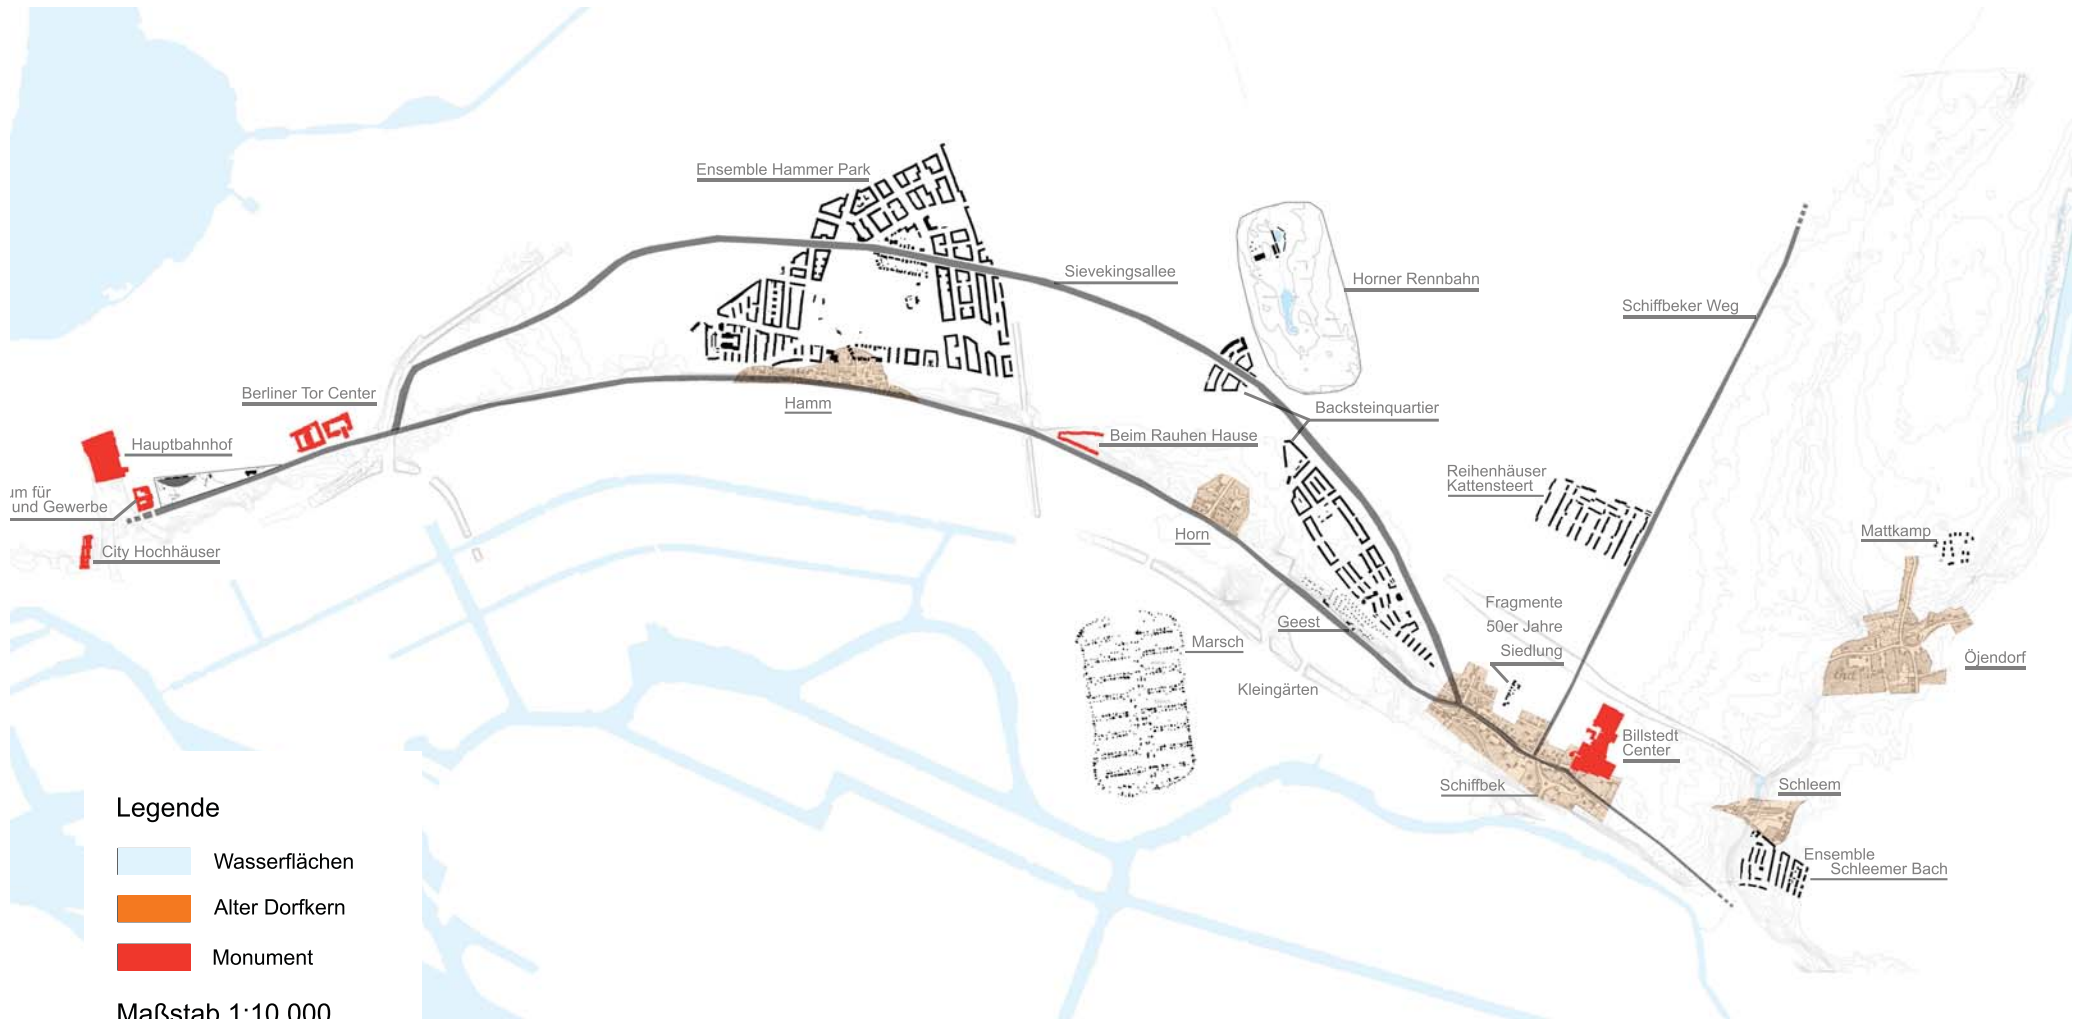 Ensemble Hammer Park
Sievekingsallee
Horner Rennbahn
Schiffbeker Weg
Berliner Tor Center
Hamm
Backsteinquartier
Hauptbahnhof
Beim Rauhen Hause
Reihenhäuser
Kattensteert
für
und Gewerbe
Horn
Mattkamp
City Hochhäuser
Fragmente
50er Jahre
Siedlung
Geest
Marsch
Öjendorf
Kleingärten
Billstedt
Center
Schiffbek
Schleem
Ensemble
Schleemer Bach
Legende
Wasserflächen
Alter Dorfkern
Monument
Maßstab 1:10 000